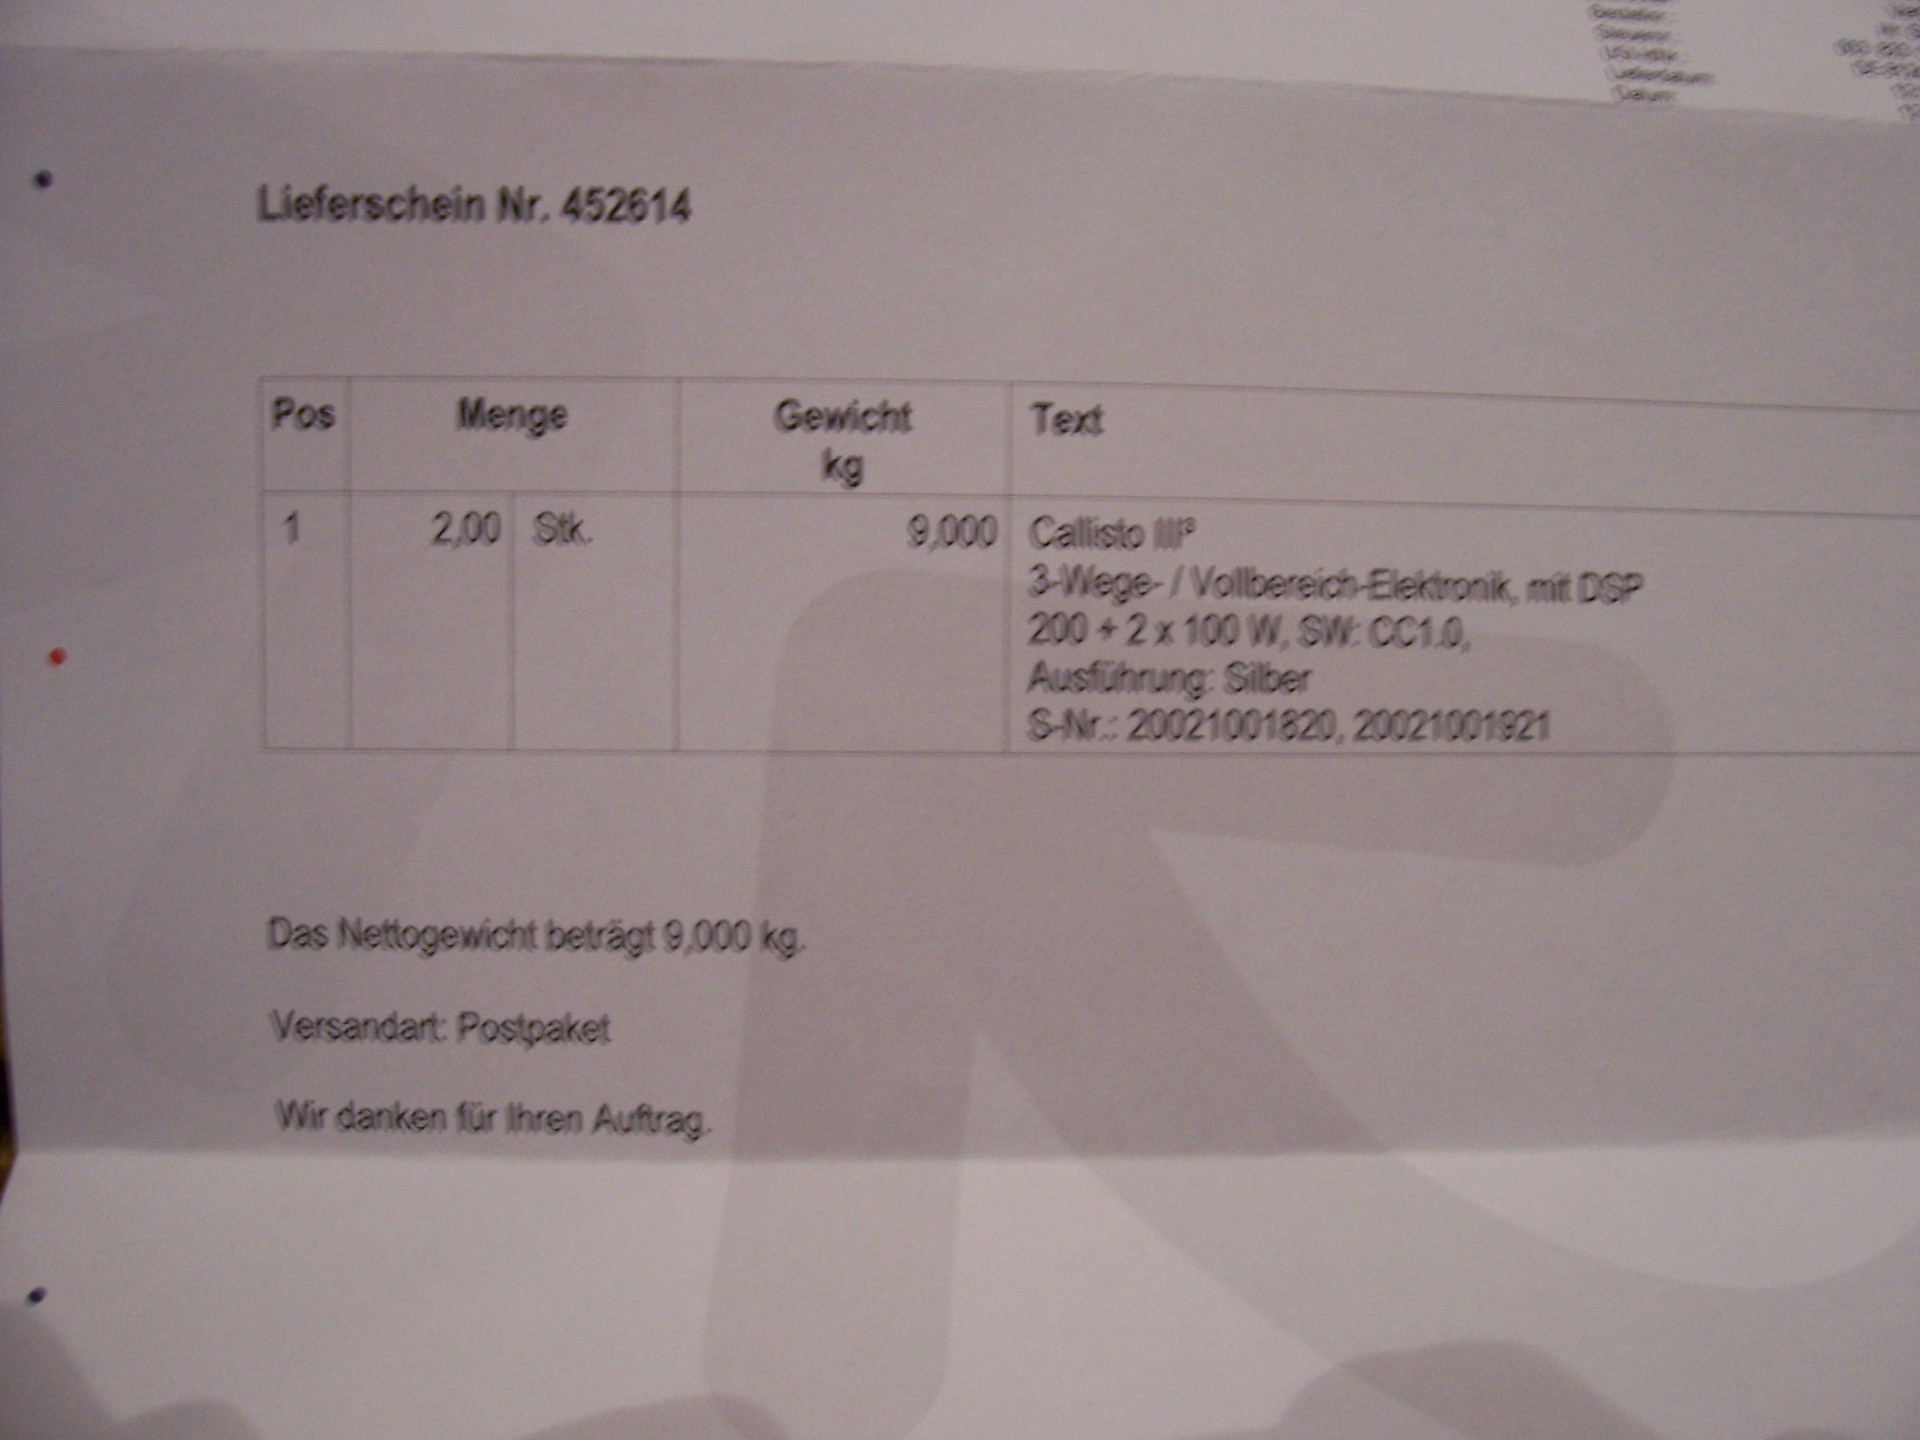 Lieferdatum:
Datum:
Lieferschein Nr. 452614
Pos Menge Gewicht kg Text
1 2,00 Stk. 9,000 Callisto III³
3-Wege- / Vollbereich-Elektronik, mit DSP
200 + 2 x 100 W, SW: CC1.0,
Ausführung: Silber
S-Nr.: 20021001820, 20021001921
Das Nettogewicht beträgt 9,000 kg.
Versandart: Postpaket
Wir danken für Ihren Auftrag.